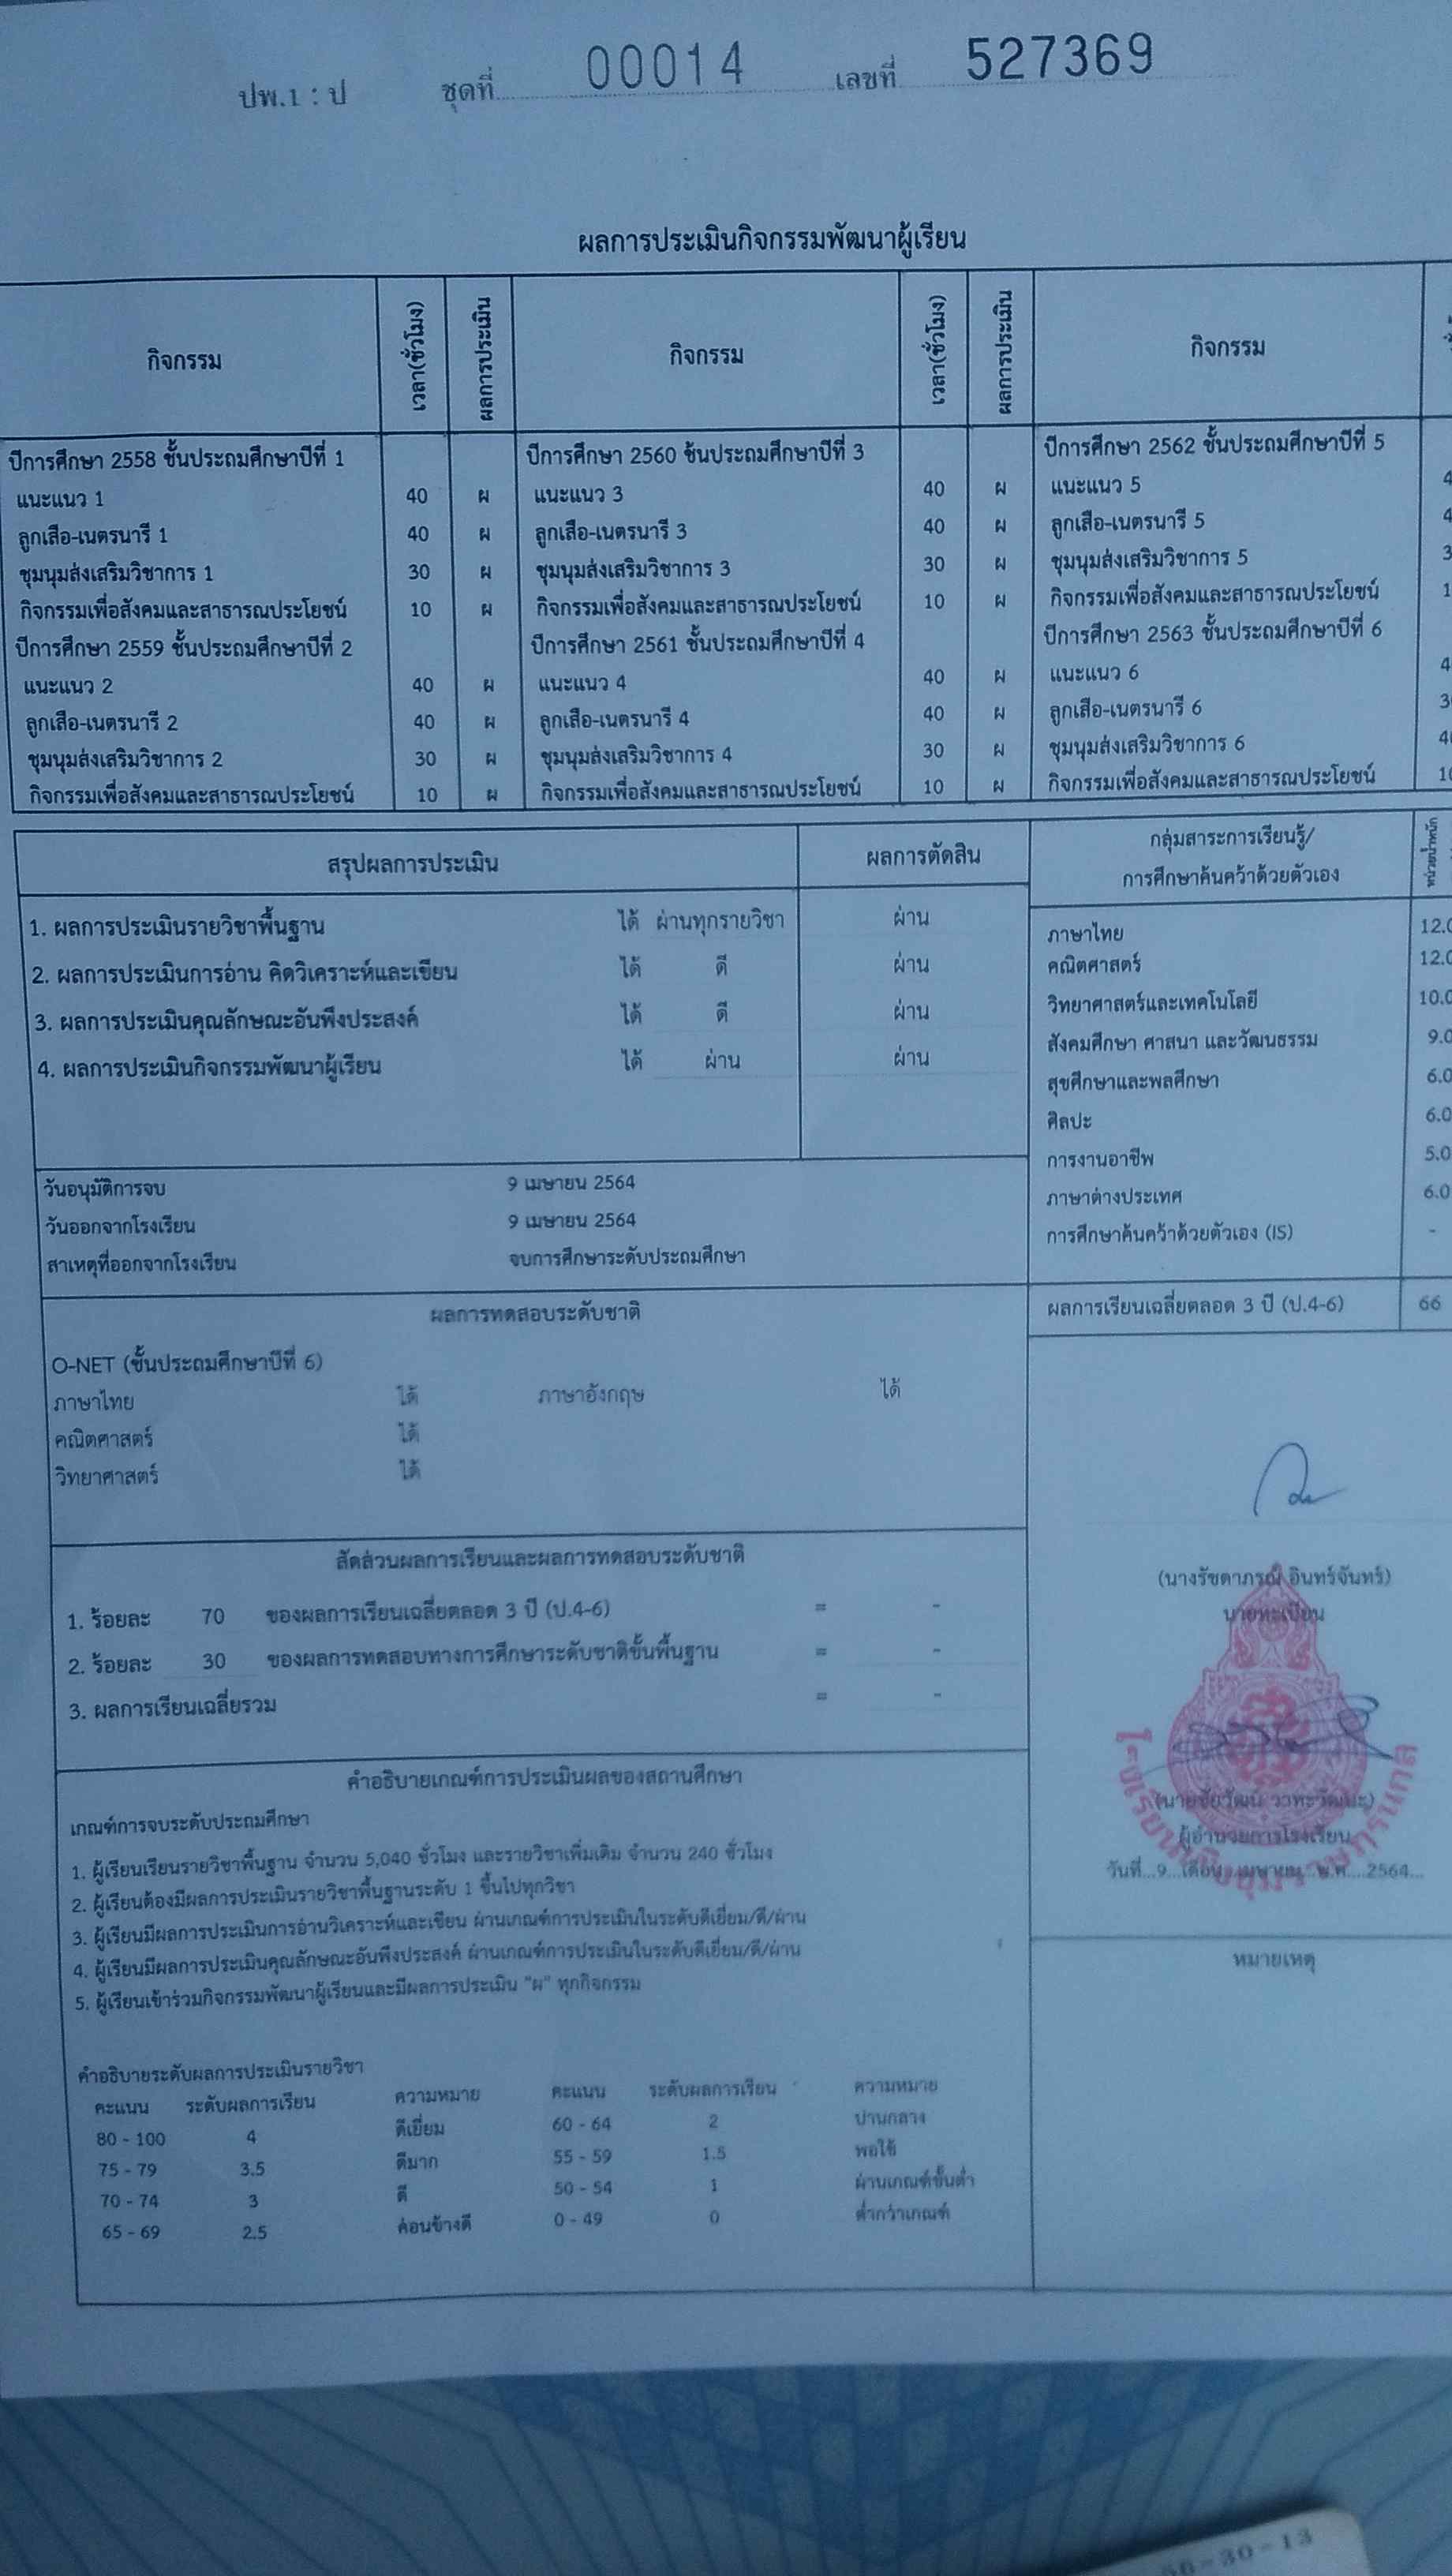 ปพ.1 : ป ชุดที่ 00014 เลขที่ 527369
ผลการประเมินกิจกรรมพัฒนาผู้เรียน
กิจกรรม เวลา(ชั่วโมง) ผลการประเมิน กิจกรรม เวลา(ชั่วโมง) ผลการประเมิน กิจกรรม
ปีการศึกษา 2558 ชั้นประถมศึกษาปีที่ 1 ปีการศึกษา 2560 ชั้นประถมศึกษาปีที่ 3 ปีการศึกษา 2562 ชั้นประถมศึกษาปีที่ 5
แนะแนว 1 40 ผ แนะแนว 3 40 ผ แนะแนว 5 4
ลูกเสือ-เนตรนารี 1 40 ผ ลูกเสือ-เนตรนารี 3 40 ผ ลูกเสือ-เนตรนารี 5 4
ชุมนุมส่งเสริมวิชาการ 1 30 ผ ชุมนุมส่งเสริมวิชาการ 3 30 ผ ชุมนุมส่งเสริมวิชาการ 5 3
กิจกรรมเพื่อสังคมและสาธารณประโยชน์ 10 ผ กิจกรรมเพื่อสังคมและสาธารณประโยชน์ 10 ผ กิจกรรมเพื่อสังคมและสาธารณประโยชน์ 1
ปีการศึกษา 2559 ชั้นประถมศึกษาปีที่ 2 ปีการศึกษา 2561 ชั้นประถมศึกษาปีที่ 4 ปีการศึกษา 2563 ชั้นประถมศึกษาปีที่ 6
แนะแนว 2 40 ผ แนะแนว 4 40 ผ แนะแนว 6 4
ลูกเสือ-เนตรนารี 2 40 ผ ลูกเสือ-เนตรนารี 4 40 ผ ลูกเสือ-เนตรนารี 6 3
ชุมนุมส่งเสริมวิชาการ 2 30 ผ ชุมนุมส่งเสริมวิชาการ 4 30 ผ ชุมนุมส่งเสริมวิชาการ 6 4
กิจกรรมเพื่อสังคมและสาธารณประโยชน์ 10 ผ กิจกรรมเพื่อสังคมและสาธารณประโยชน์ 10 ผ กิจกรรมเพื่อสังคมและสาธารณประโยชน์ 10
สรุปผลการประเมิน ผลการตัดสิน
1. ผลการประเมินรายวิชาพื้นฐาน ได้ ผ่านทุกรายวิชา ผ่าน
2. ผลการประเมินการอ่าน คิดวิเคราะห์และเขียน ได้ ดี ผ่าน
3. ผลการประเมินคุณลักษณะอันพึงประสงค์ ได้ ดี ผ่าน
4. ผลการประเมินกิจกรรมพัฒนาผู้เรียน ได้ ผ่าน ผ่าน
วันอนุมัติการจบ 9 เมษายน 2564
วันออกจากโรงเรียน 9 เมษายน 2564
สาเหตุที่ออกจากโรงเรียน จบการศึกษาระดับประถมศึกษา
กลุ่มสาระการเรียนรู้/ หน่วยน้ำหนัก
การศึกษาค้นคว้าด้วยตัวเอง
ภาษาไทย 12.0
คณิตศาสตร์ 12.0
วิทยาศาสตร์และเทคโนโลยี 10.0
สังคมศึกษา ศาสนา และวัฒนธรรม 9.0
สุขศึกษาและพลศึกษา 6.0
ศิลปะ 6.0
การงานอาชีพ 5.0
ภาษาต่างประเทศ 6.0
การศึกษาค้นคว้าด้วยตัวเอง (IS) -
ผลการเรียนเฉลี่ยตลอด 3 ปี (ป.4-6) 66
ผลการทดสอบระดับชาติ
O-NET (ชั้นประถมศึกษาปีที่ 6)
ภาษาไทย ได้ ภาษาอังกฤษ ได้
คณิตศาสตร์ ได้
วิทยาศาสตร์ ได้
สัดส่วนผลการเรียนและผลการทดสอบระดับชาติ
1. ร้อยละ 70 ของผลการเรียนเฉลี่ยตลอด 3 ปี (ป.4-6) = -
2. ร้อยละ 30 ของผลการทดสอบทางการศึกษาระดับชาติขั้นพื้นฐาน = -
3. ผลการเรียนเฉลี่ยรวม = -
(นางรัชดาภรณ์ อินทร์จันทร์)
นายทะเบียน
ผู้อำนวยการโรงเรียน
วันที่...9...เดือน...เมษายน...พ.ศ....2564...
หมายเหตุ
คำอธิบายเกณฑ์การประเมินผลของสถานศึกษา
เกณฑ์การจบระดับประถมศึกษา
1. ผู้เรียนเรียนรายวิชาพื้นฐาน จำนวน 5,040 ชั่วโมง และรายวิชาเพิ่มเติม จำนวน 240 ชั่วโมง
2. ผู้เรียนต้องมีผลการประเมินรายวิชาพื้นฐานระดับ 1 ขึ้นไปทุกวิชา
3. ผู้เรียนมีผลการประเมินการอ่านวิเคราะห์และเขียน ผ่านเกณฑ์การประเมินในระดับดีเยี่ยม/ดี/ผ่าน
4. ผู้เรียนมีผลการประเมินคุณลักษณะอันพึงประสงค์ ผ่านเกณฑ์การประเมินในระดับดีเยี่ยม/ดี/ผ่าน
5. ผู้เรียนเข้าร่วมกิจกรรมพัฒนาผู้เรียนและมีผลการประเมิน "ผ" ทุกกิจกรรม
คำอธิบายระดับผลการประเมินรายวิชา
คะแนน ระดับผลการเรียน ความหมาย คะแนน ระดับผลการเรียน ความหมาย
80 - 100 4 ดีเยี่ยม 60 - 64 2 ปานกลาง
75 - 79 3.5 ดีมาก 55 - 59 1.5 พอใช้
70 - 74 3 ดี 50 - 54 1 ผ่านเกณฑ์ขั้นต่ำ
65 - 69 2.5 ค่อนข้างดี 0 - 49 0 ต่ำกว่าเกณฑ์
-30-13